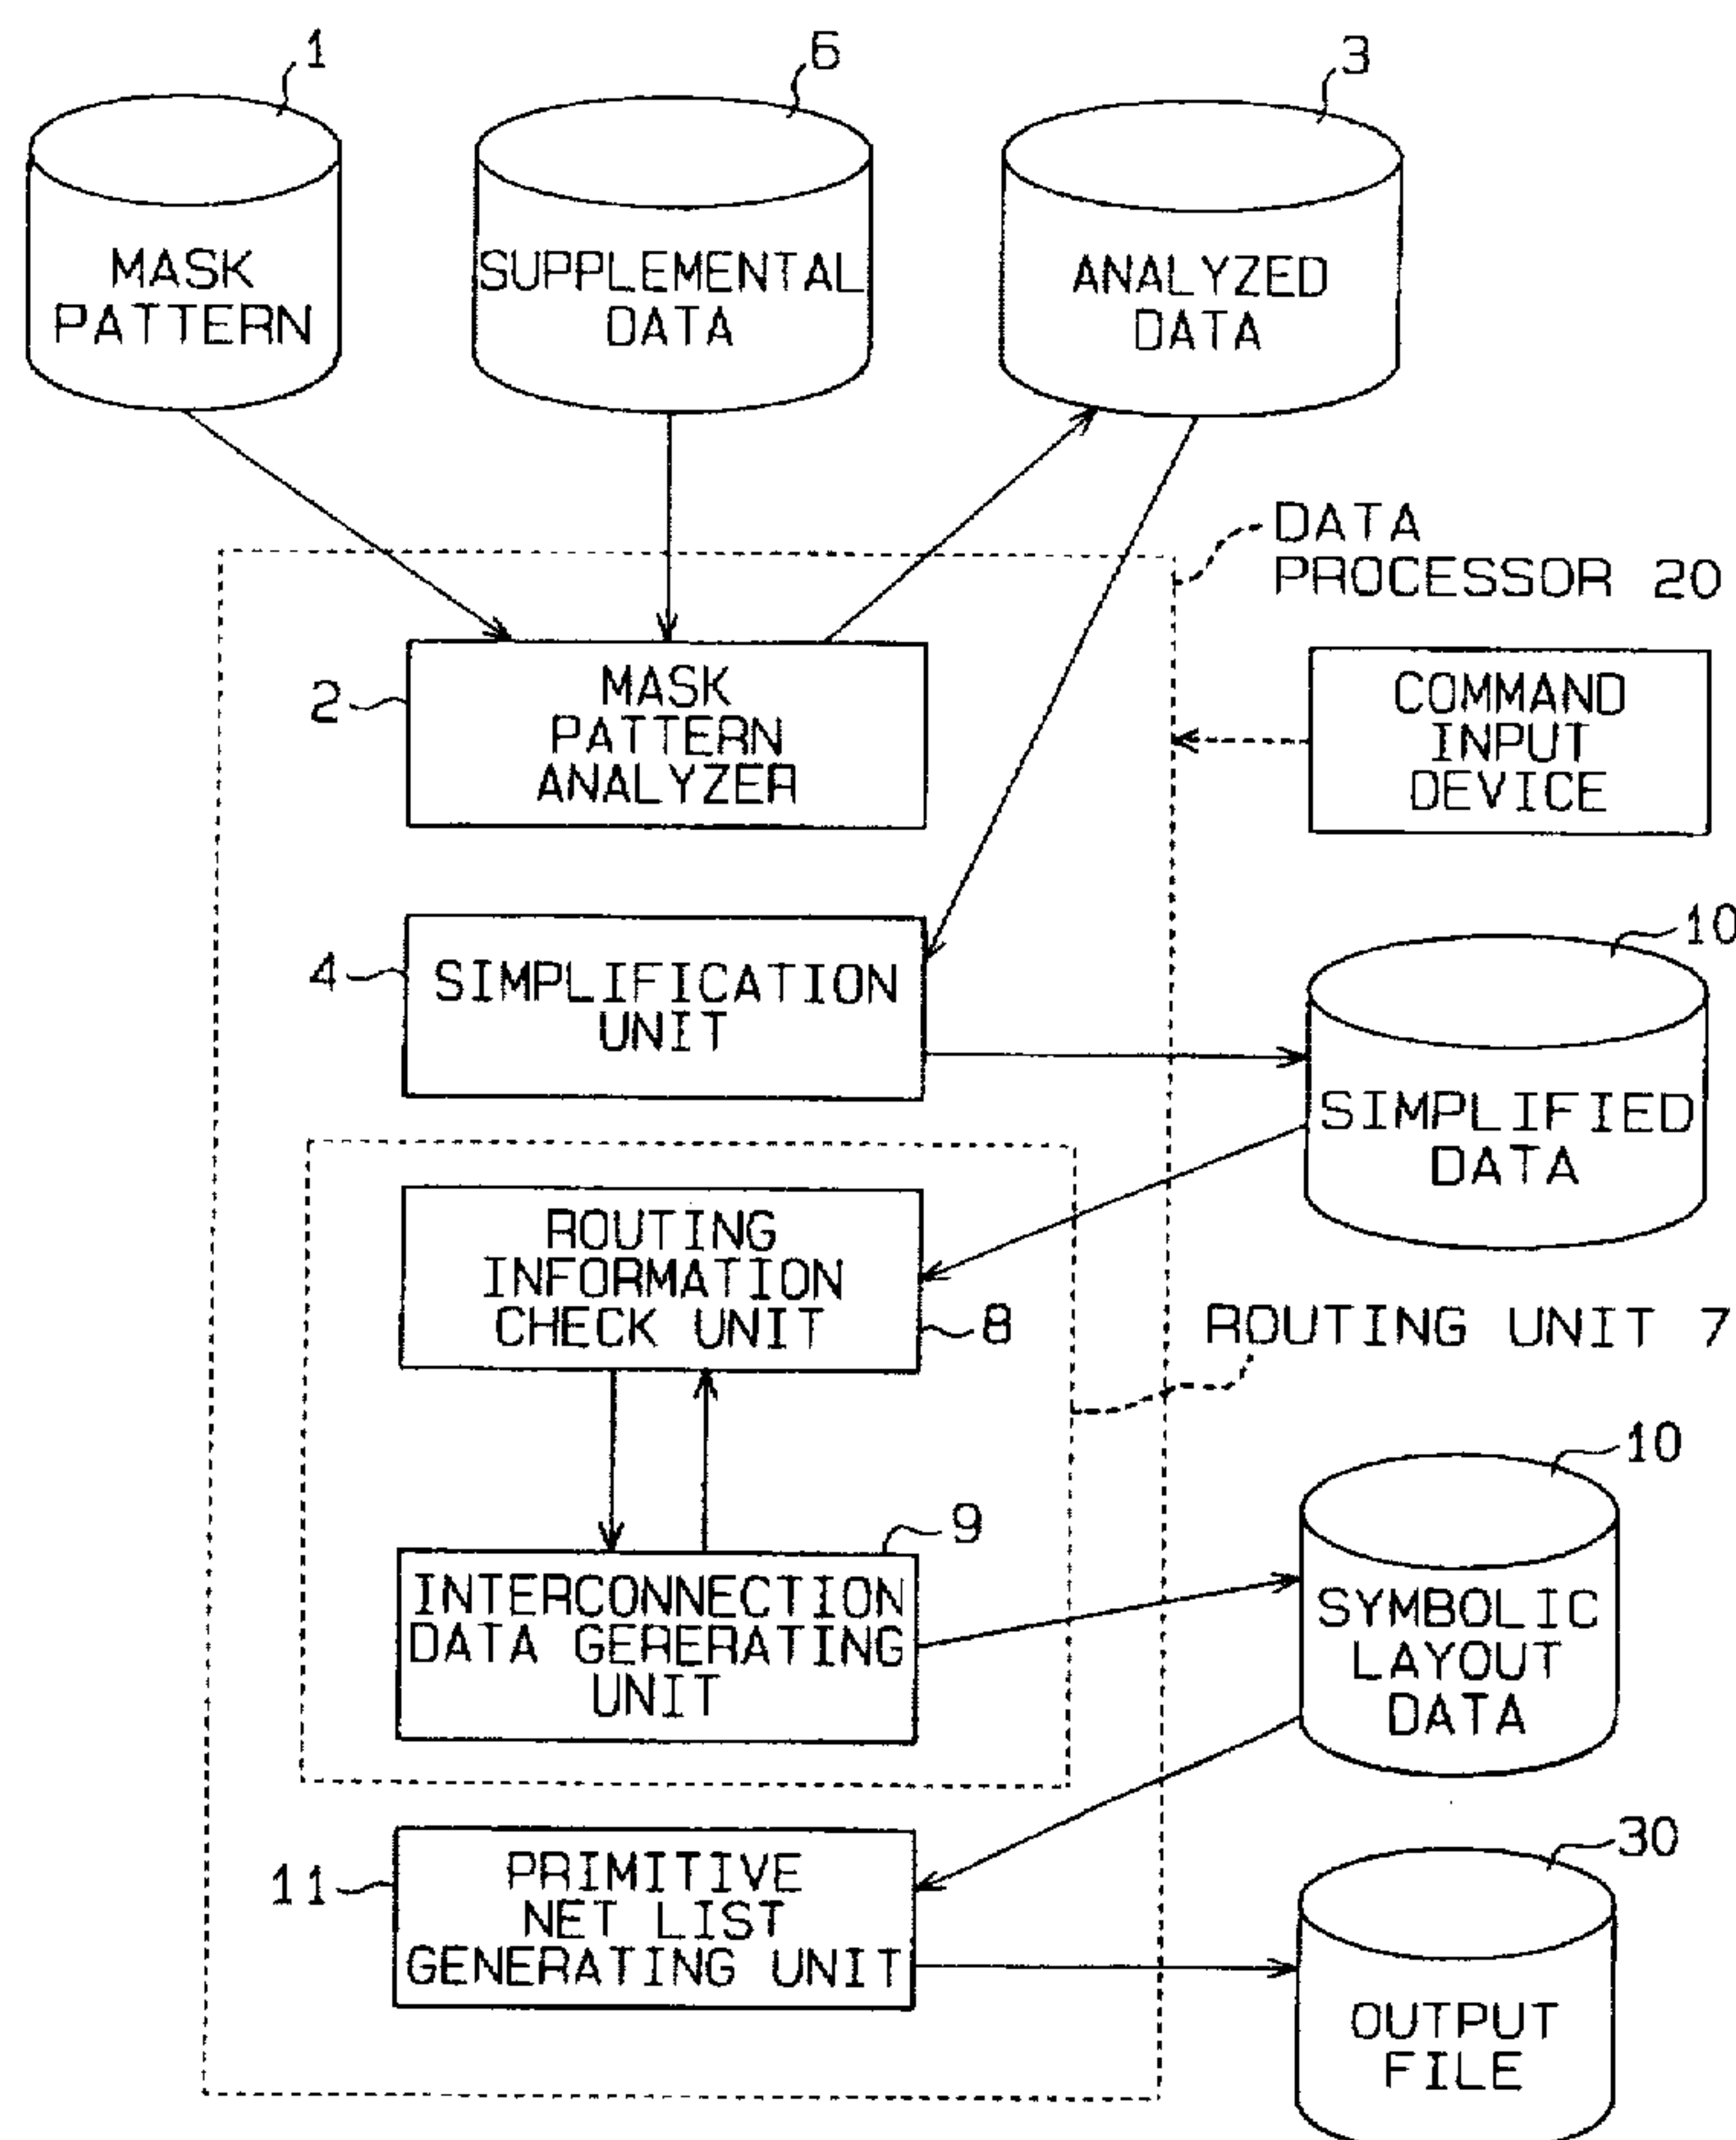 1
6
3
MASK
PATTERN
SUPPLEMENTAL
DATA
ANALYZED
DATA
DATA
PROCESSOR 20
2
MASK
PATTERN
ANALYZER
COMMAND
INPUT
DEVICE
4
SIMPLIFICATION
UNIT
10
SIMPLIFIED
DATA
ROUTING
INFORMATION
CHECK UNIT
8
ROUTING UNIT 7
9
INTERCONNECTION
DATA GERERATING
UNIT
10
SYMBOLIC
LAYOUT
DATA
11
PRIMITIVE
NET LIST
GENERATING UNIT
30
OUTPUT
FILE